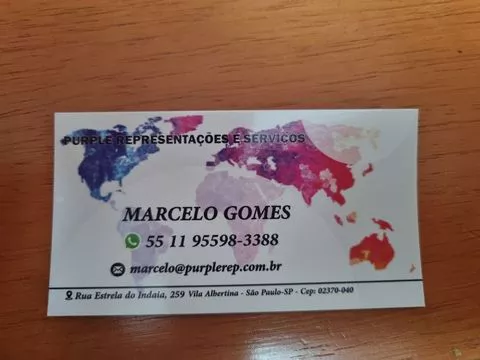 PURPLE REPRESENTAÇÕES E SERVIÇOS
MARCELO GOMES
55 11 95598-3388
marcelo@purplerep.com.br
Rua Estrela do Indaia, 259 Vila Albertina - São Paulo-SP - Cep: 02370-040